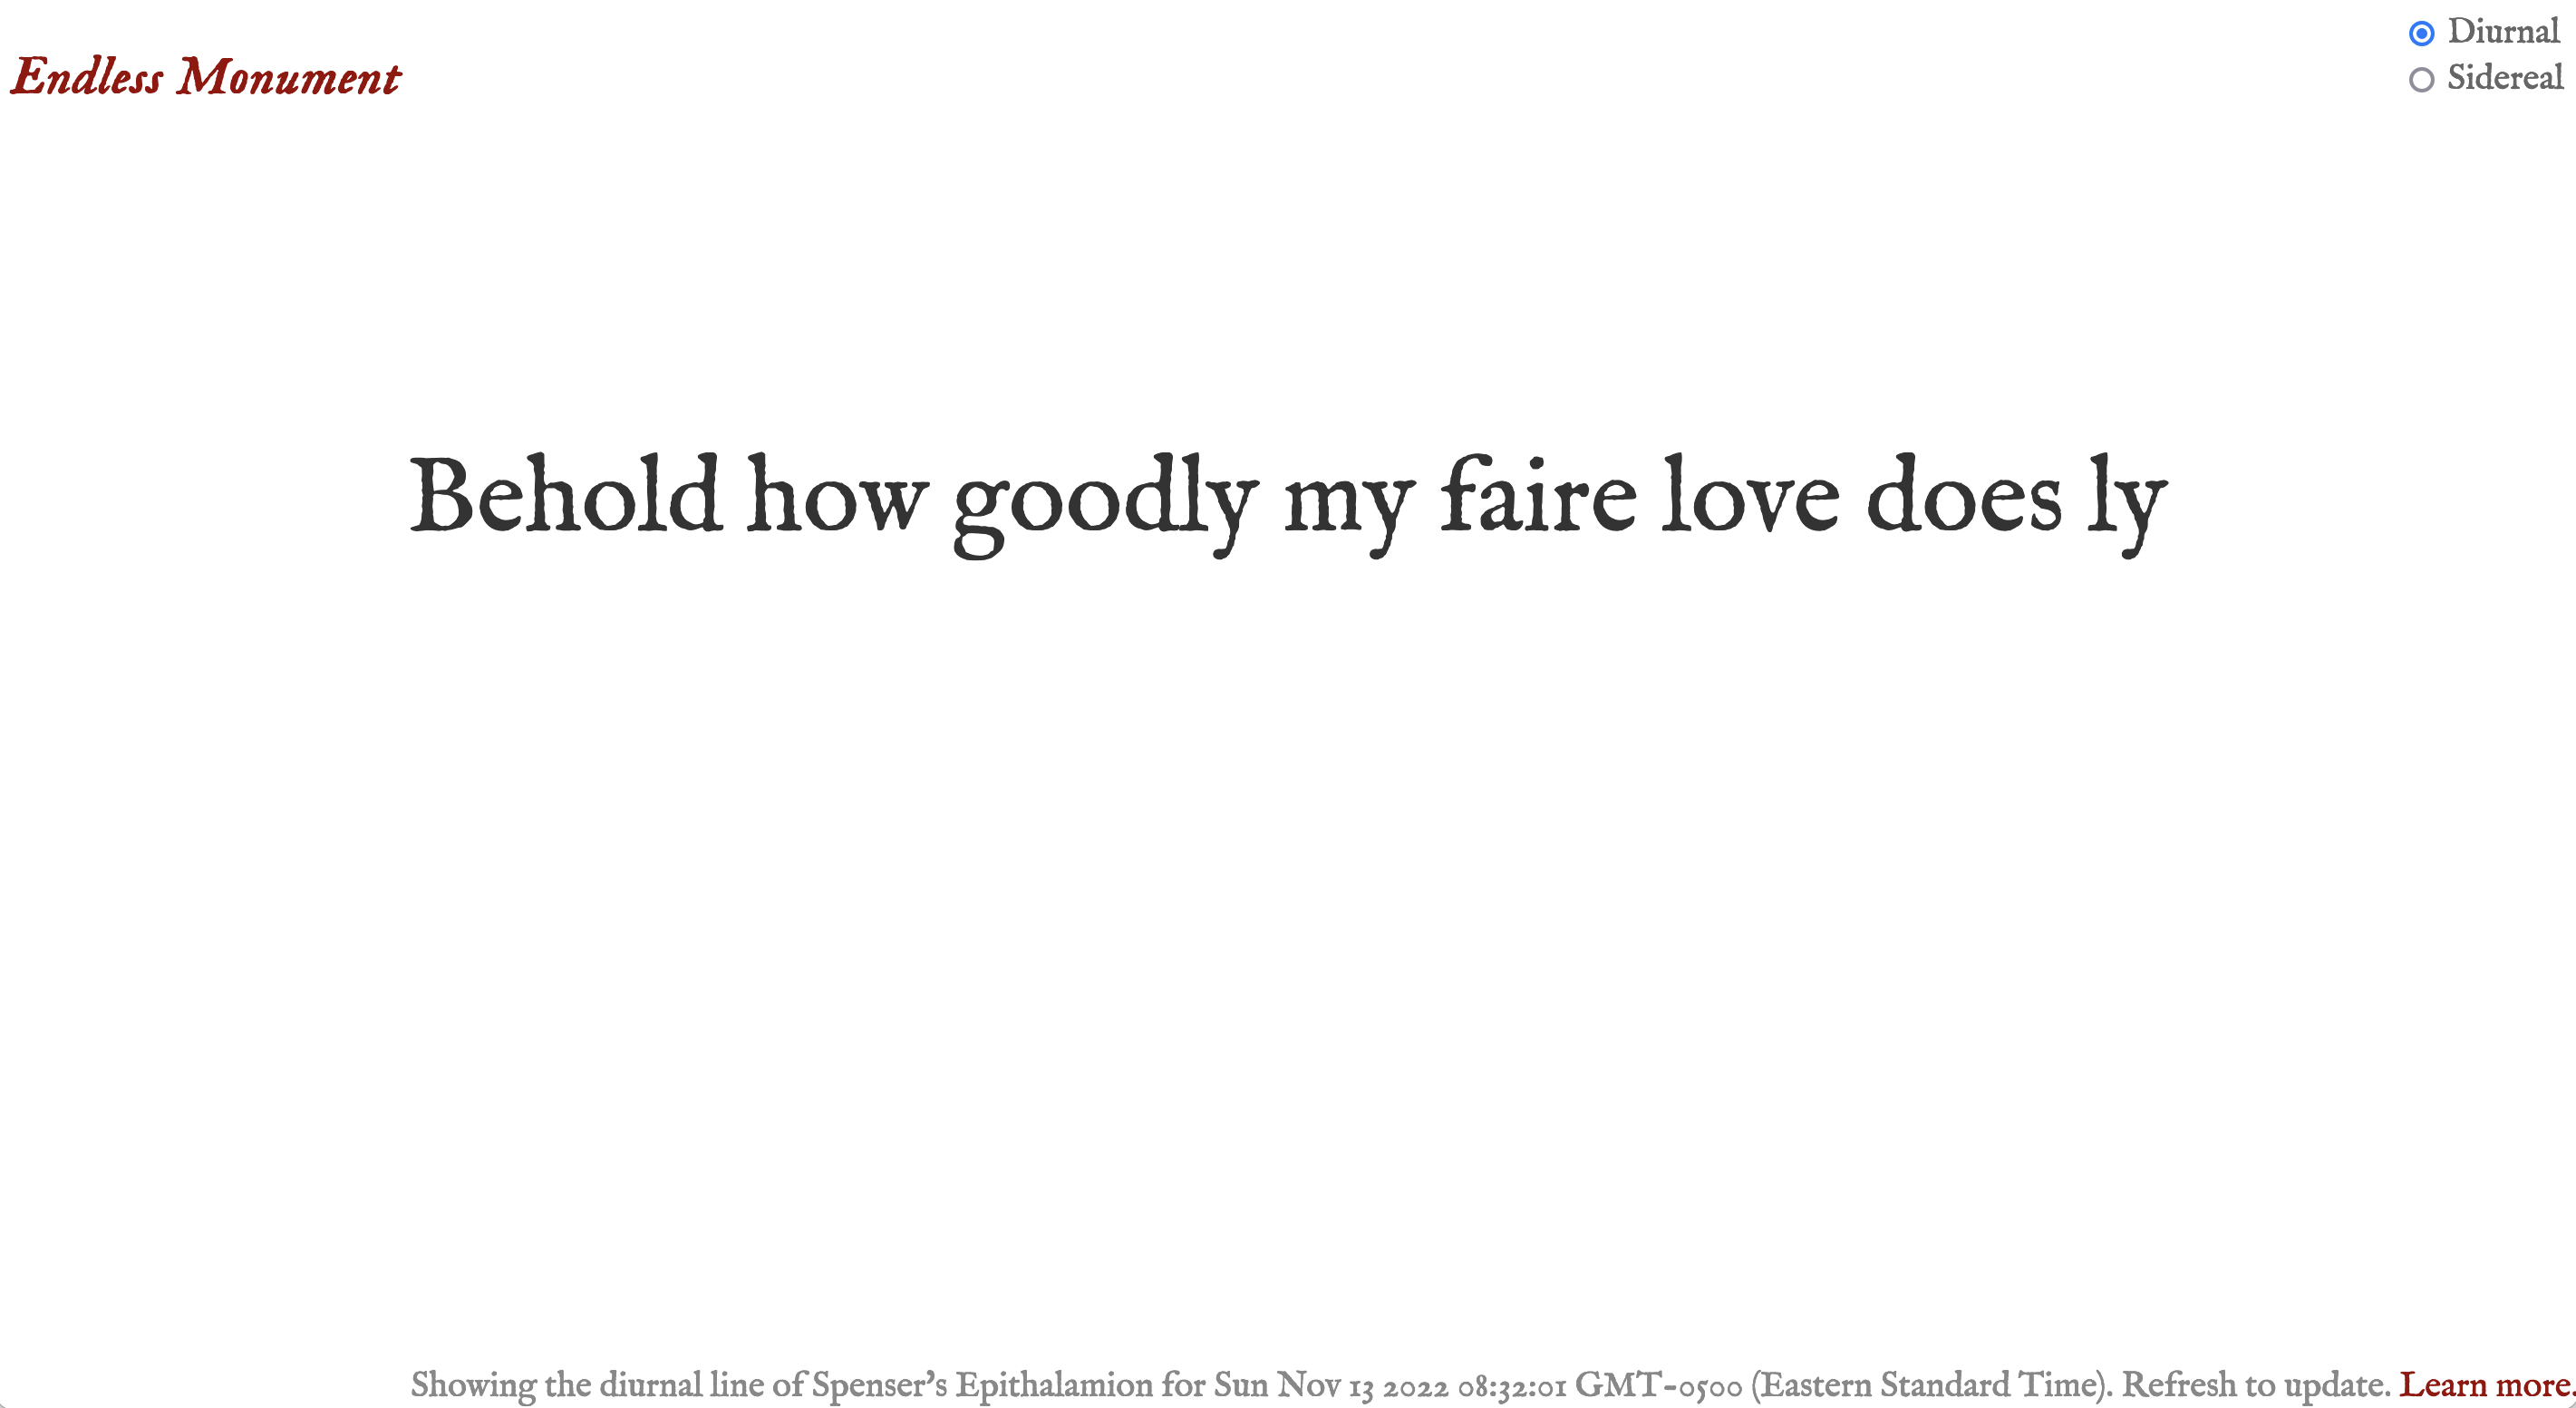 Endless Monument
Diurnal
Sidereal
Behold how goodly my faire love does ly
Showing the diurnal line of Spenser’s Epithalamion for Sun Nov 13 2022 08:32:01 GMT-0500 (Eastern Standard Time). Refresh to update. Learn more.